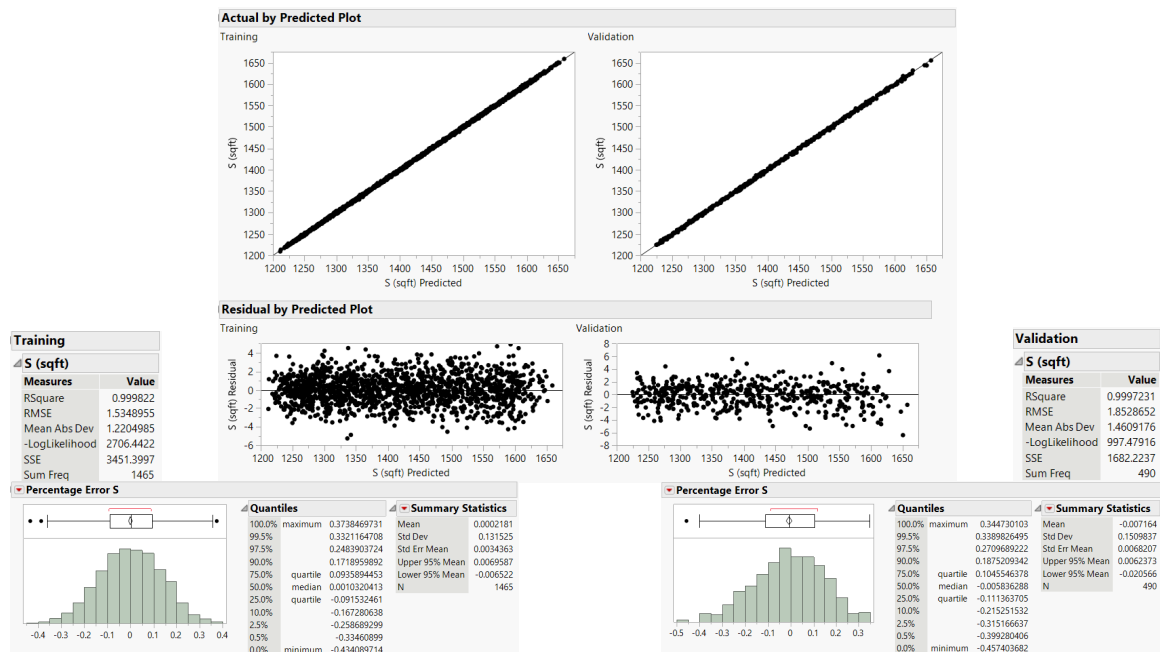 Actual by Predicted Plot
Training
Validation
S (sqft)
1650
1600
1550
1500
1450
1400
1350
1300
1250
1200
1200 1250 1300 1350 1400 1450 1500 1550 1600 1650
S (sqft) Predicted
S (sqft)
1650
1600
1550
1500
1450
1400
1350
1300
1250
1200
1200 1250 1300 1350 1400 1450 1500 1550 1600 1650
S (sqft) Predicted
Residual by Predicted Plot
Training
Validation
S (sqft) Residual
4
2
0
-2
-4
-6
1200 1250 1300 1350 1400 1450 1500 1550 1600 1650
S (sqft) Predicted
S (sqft) Residual
8
6
4
2
0
-2
-4
-6
-8
1200 1250 1300 1350 1400 1450 1500 1550 1600 1650
S (sqft) Predicted
Training
S (sqft)
Measures Value
RSquare 0.999822
RMSE 1.5348955
Mean Abs Dev 1.2204985
-LogLikelihood 2706.4422
SSE 3451.3997
Sum Freq 1465
Validation
S (sqft)
Measures Value
RSquare 0.9997231
RMSE 1.8528652
Mean Abs Dev 1.4609176
-LogLikelihood 997.47916
SSE 1682.2237
Sum Freq 490
Percentage Error S
-0.4 -0.3 -0.2 -0.1 0 0.1 0.2 0.3 0.4
Quantiles
100.0% maximum 0.3738469731
99.5% 0.3321164708
97.5% 0.2483903724
90.0% 0.1718959892
75.0% quartile 0.0935894453
50.0% median 0.0010320413
25.0% quartile -0.091532461
10.0% -0.167280638
2.5% -0.258689299
0.5% -0.33460899
0.0% minimum -0.434089714
Summary Statistics
Mean 0.0002181
Std Dev 0.131525
Std Err Mean 0.0034363
Upper 95% Mean 0.0069587
Lower 95% Mean -0.006522
N 1465
Percentage Error S
-0.5 -0.4 -0.3 -0.2 -0.1 0 0.1 0.2 0.3
Quantiles
100.0% maximum 0.344730103
99.5% 0.3389826495
97.5% 0.2709689222
90.0% 0.1875209342
75.0% quartile 0.1045546378
50.0% median -0.005836288
25.0% quartile -0.111363705
10.0% -0.215251532
2.5% -0.315166637
0.5% -0.399280406
0.0% minimum -0.457403682
Summary Statistics
Mean -0.007164
Std Dev 0.1509837
Std Err Mean 0.0068207
Upper 95% Mean 0.0062373
Lower 95% Mean -0.020566
N 490